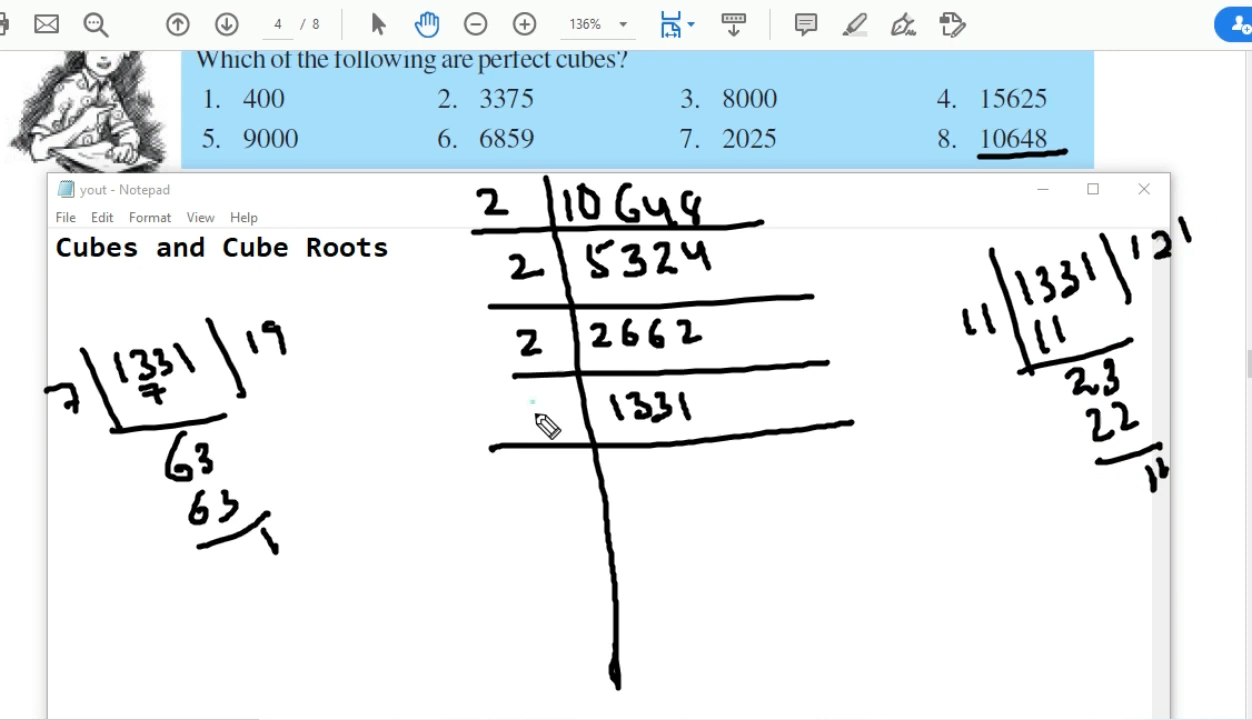 4 / 8 136%
Which of the following are perfect cubes?
1. 400 2. 3375 3. 8000 4. 15625
5. 9000 6. 6859 7. 2025 8. 10648
yout - Notepad
File Edit Format View Help
Cubes and Cube Roots
2 10648
2 5324
2 2662
1331
7 1331 19
7
63
63
1
11 1331 121
11
23
22
11